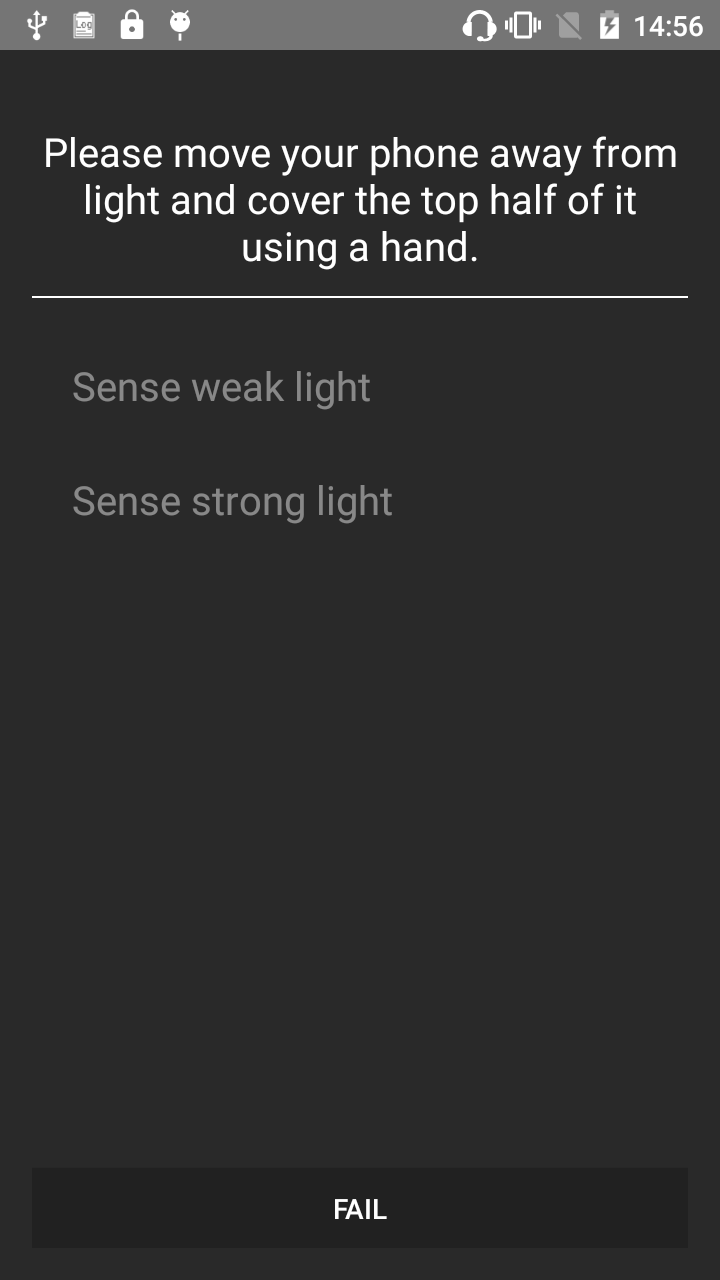 Log
14:56
Please move your phone away from
light and cover the top half of it
using a hand.
Sense weak light
Sense strong light
FAIL